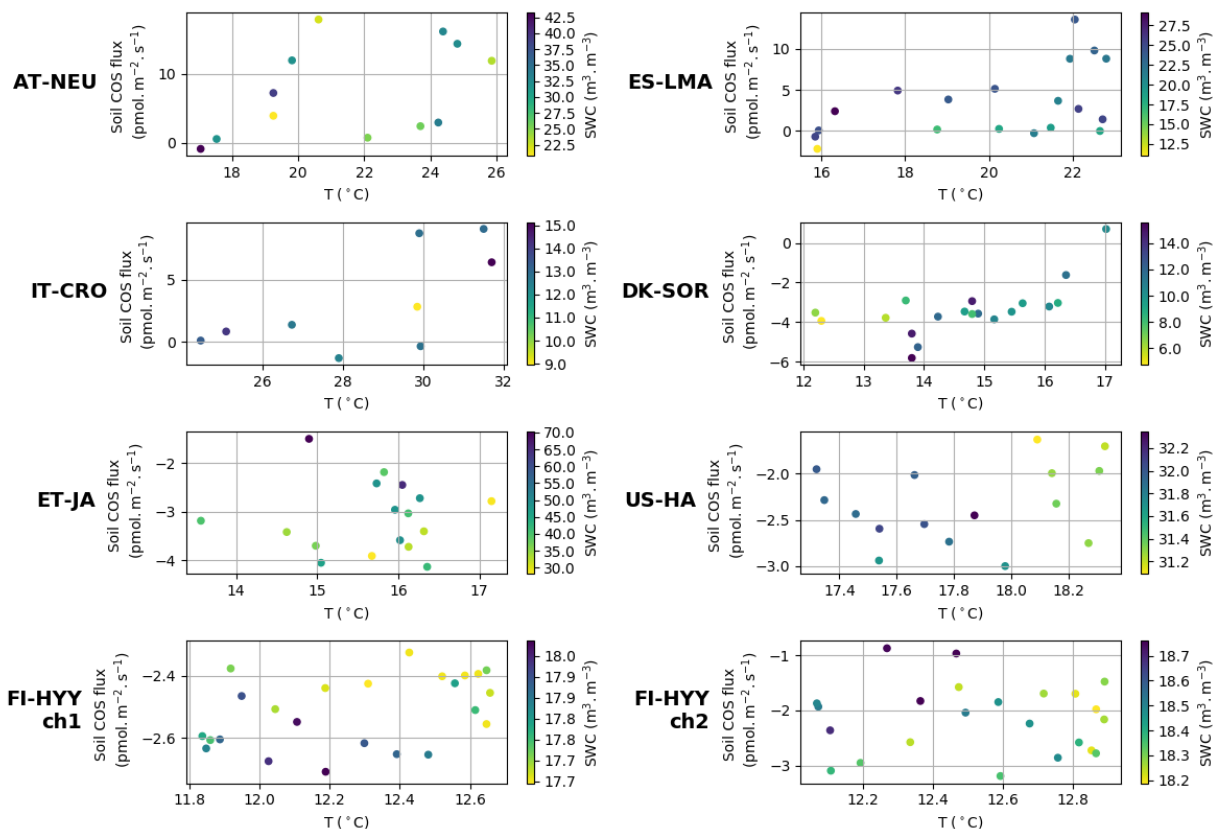 AT-NEU
Soil COS flux
(pmol. m⁻². s⁻¹)
10
0
18
20
22
24
26
T (°C)
42.5
40.0
37.5
35.0
32.5
30.0
27.5
25.0
22.5
SWC (m³. m⁻³)
ES-LMA
Soil COS flux
(pmol. m⁻². s⁻¹)
10
5
0
16
18
20
22
T (°C)
27.5
25.0
22.5
20.0
17.5
15.0
12.5
SWC (m³. m⁻³)
IT-CRO
Soil COS flux
(pmol. m⁻². s⁻¹)
5
0
26
28
30
32
T (°C)
15.0
14.0
13.0
12.0
11.0
10.0
9.0
SWC (m³. m⁻³)
DK-SOR
Soil COS flux
(pmol. m⁻². s⁻¹)
0
−2
−4
−6
12
13
14
15
16
17
T (°C)
14.0
12.0
10.0
8.0
6.0
SWC (m³. m⁻³)
ET-JA
Soil COS flux
(pmol. m⁻². s⁻¹)
−2
−3
−4
14
15
16
17
T (°C)
70.0
65.0
60.0
55.0
50.0
45.0
40.0
35.0
30.0
SWC (m³. m⁻³)
US-HA
Soil COS flux
(pmol. m⁻². s⁻¹)
−2.0
−2.5
−3.0
17.4
17.6
17.8
18.0
18.2
T (°C)
32.2
32.0
31.8
31.6
31.4
31.2
SWC (m³. m⁻³)
FI-HYY
ch1
Soil COS flux
(pmol. m⁻². s⁻¹)
−2.4
−2.6
11.8
12.0
12.2
12.4
12.6
T (°C)
18.0
17.9
17.9
17.8
17.8
17.7
17.7
SWC (m³. m⁻³)
FI-HYY
ch2
Soil COS flux
(pmol. m⁻². s⁻¹)
−1
−2
−3
12.2
12.4
12.6
12.8
T (°C)
18.7
18.6
18.5
18.4
18.3
18.2
SWC (m³. m⁻³)